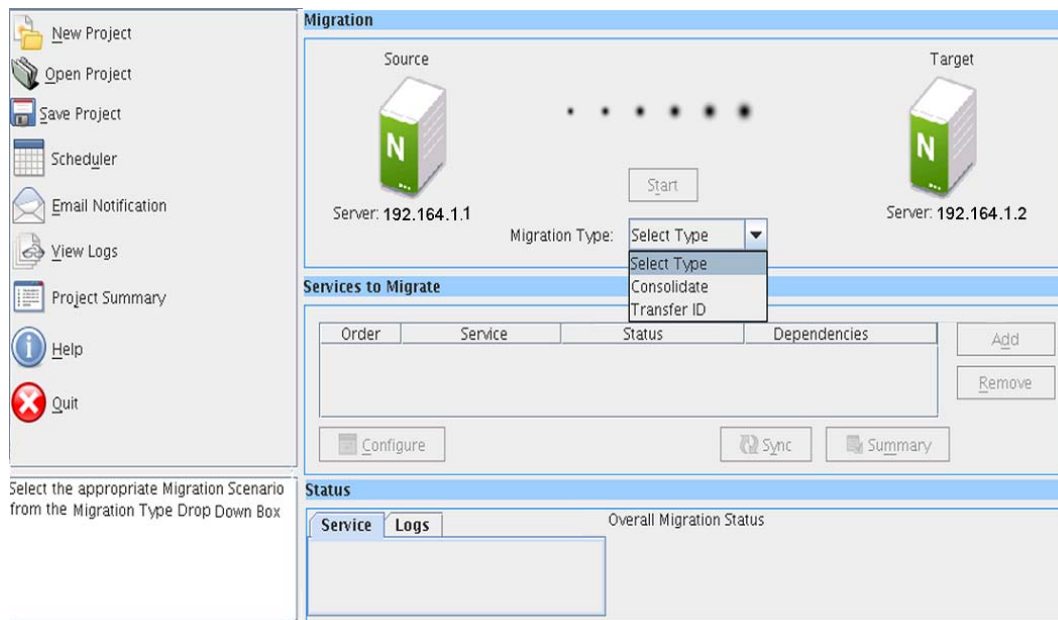 New Project
Open Project
Save Project
Scheduler
Email Notification
View Logs
Project Summary
Help
Quit
Select the appropriate Migration Scenario
from the Migration Type Drop Down Box
Migration
Source
Target
N
N
Start
Server: 192.164.1.1
Server: 192.164.1.2
Migration Type: Select Type
Select Type
Consolidate
Transfer ID
Services to Migrate
Order Service Status Dependencies
Add
Remove
Configure
Sync
Summary
Status
Service Logs
Overall Migration Status